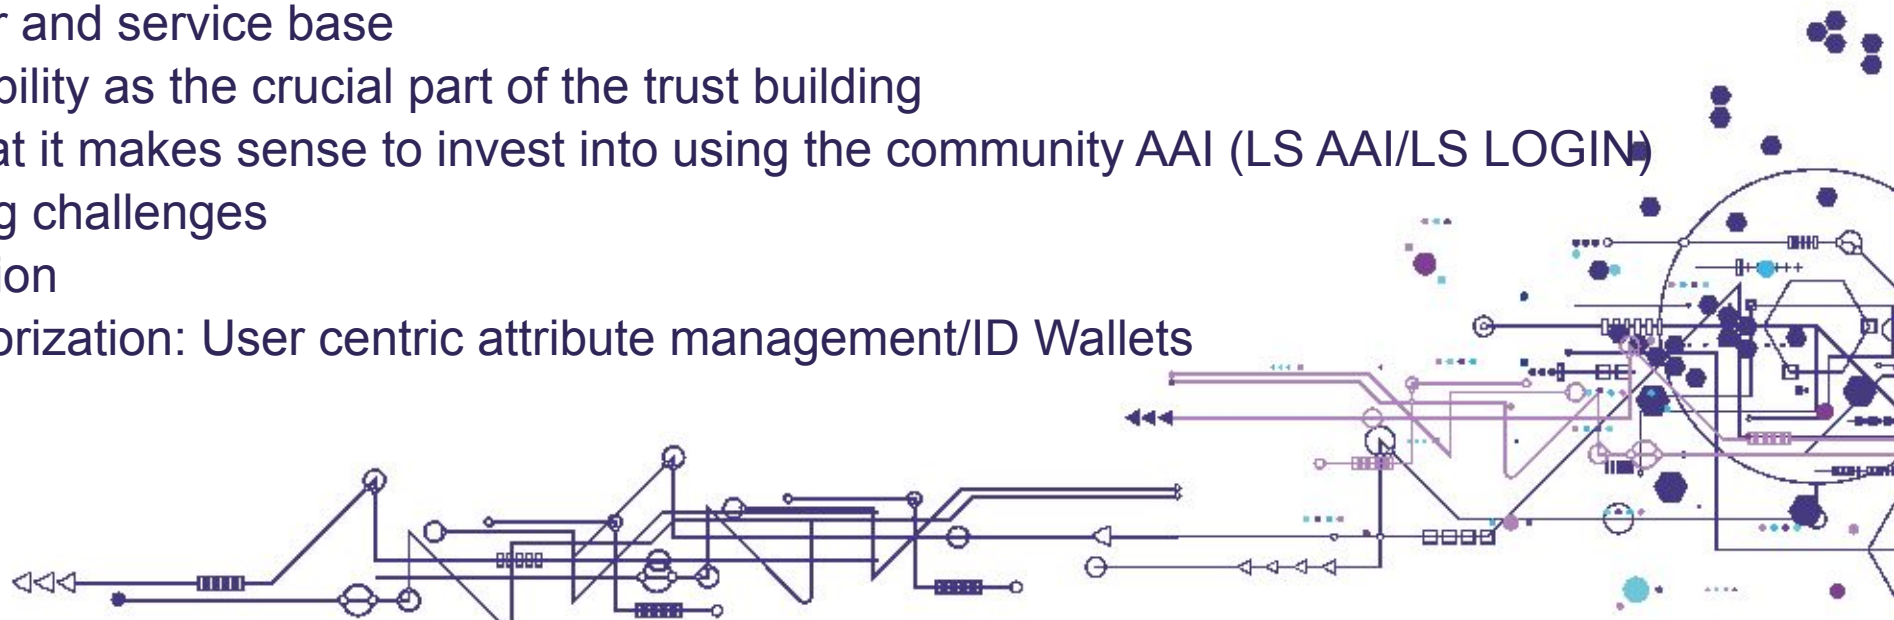 r and service base
bility as the crucial part of the trust building
at it makes sense to invest into using the community AAI (LS AAI/LS LOGIN)
g challenges
ion
orization: User centric attribute management/ID Wallets